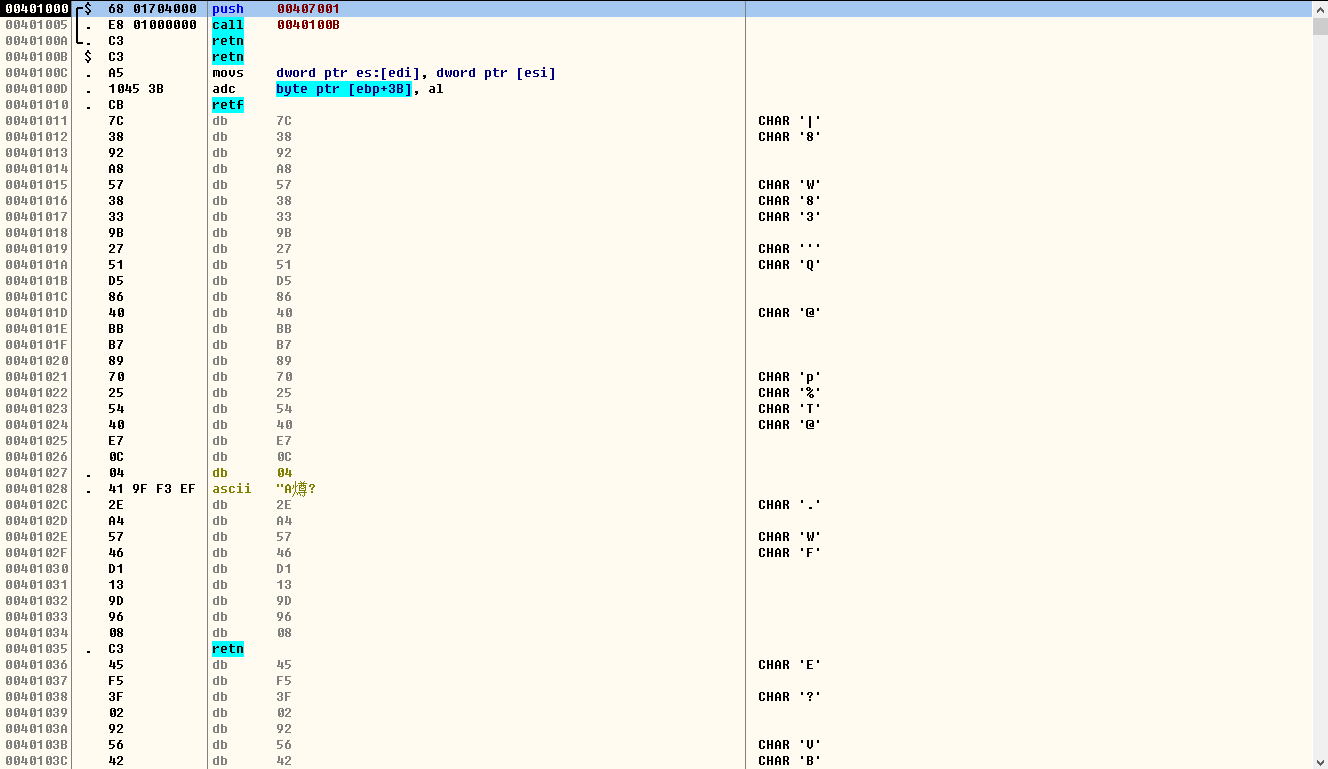 00401000 $ 68 01704000 push 00407001
00401005 . E8 01000000 call 0040100B
0040100A . C3 retn
0040100B $ C3 retn
0040100C . A5 movs dword ptr es:[edi], dword ptr [esi]
0040100D . 1045 3B adc byte ptr [ebp+3B], al
00401010 . CB retf
00401011 7C db 7C CHAR '|'
00401012 38 db 38 CHAR '8'
00401013 92 db 92
00401014 A8 db A8
00401015 57 db 57 CHAR 'W'
00401016 38 db 38 CHAR '8'
00401017 33 db 33 CHAR '3'
00401018 9B db 9B
00401019 27 db 27 CHAR '''
0040101A 51 db 51 CHAR 'Q'
0040101B D5 db D5
0040101C 86 db 86
0040101D 40 db 40 CHAR '@'
0040101E BB db BB
0040101F B7 db B7
00401020 89 db 89
00401021 70 db 70 CHAR 'p'
00401022 25 db 25 CHAR '%'
00401023 54 db 54 CHAR 'T'
00401024 40 db 40 CHAR '@'
00401025 E7 db E7
00401026 0C db 0C
00401027 . 04 db 04
00401028 . 41 9F F3 EF ascii "A燇?
0040102C 2E db 2E CHAR '.'
0040102D A4 db A4
0040102E 57 db 57 CHAR 'W'
0040102F 46 db 46 CHAR 'F'
00401030 D1 db D1
00401031 13 db 13
00401032 9D db 9D
00401033 96 db 96
00401034 08 db 08
00401035 . C3 retn
00401036 45 db 45 CHAR 'E'
00401037 F5 db F5
00401038 3F db 3F CHAR '?'
00401039 02 db 02
0040103A 92 db 92
0040103B 56 db 56 CHAR 'V'
0040103C 42 db 42 CHAR 'B'